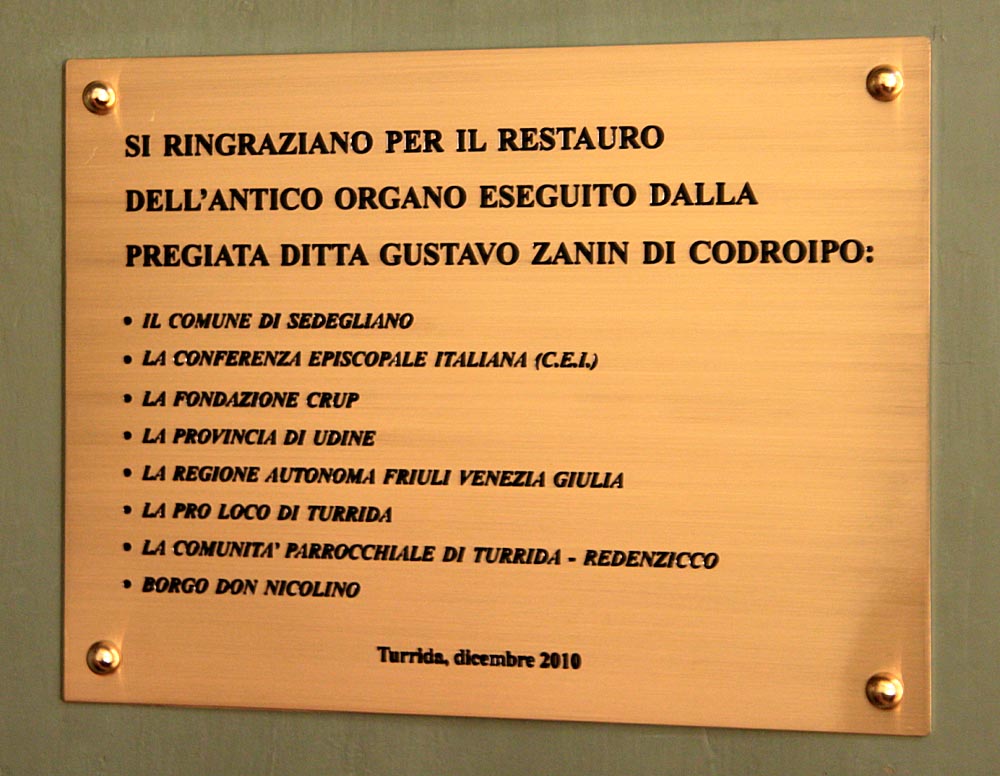 SI RINGRAZIANO PER IL RESTAURO
DELL'ANTICO ORGANO ESEGUITO DALLA
PREGIATA DITTA GUSTAVO ZANIN DI CODROIPO:
• IL COMUNE DI SEDEGLIANO
• LA CONFERENZA EPISCOPALE ITALIANA (C.E.I.)
• LA FONDAZIONE CRUP
• LA PROVINCIA DI UDINE
• LA REGIONE AUTONOMA FRIULI VENEZIA GIULIA
• LA PRO LOCO DI TURRIDA
• LA COMUNITA' PARROCCHIALE DI TURRIDA - REDENZICCO
• BORGO DON NICOLINO
Turrida, dicembre 2010